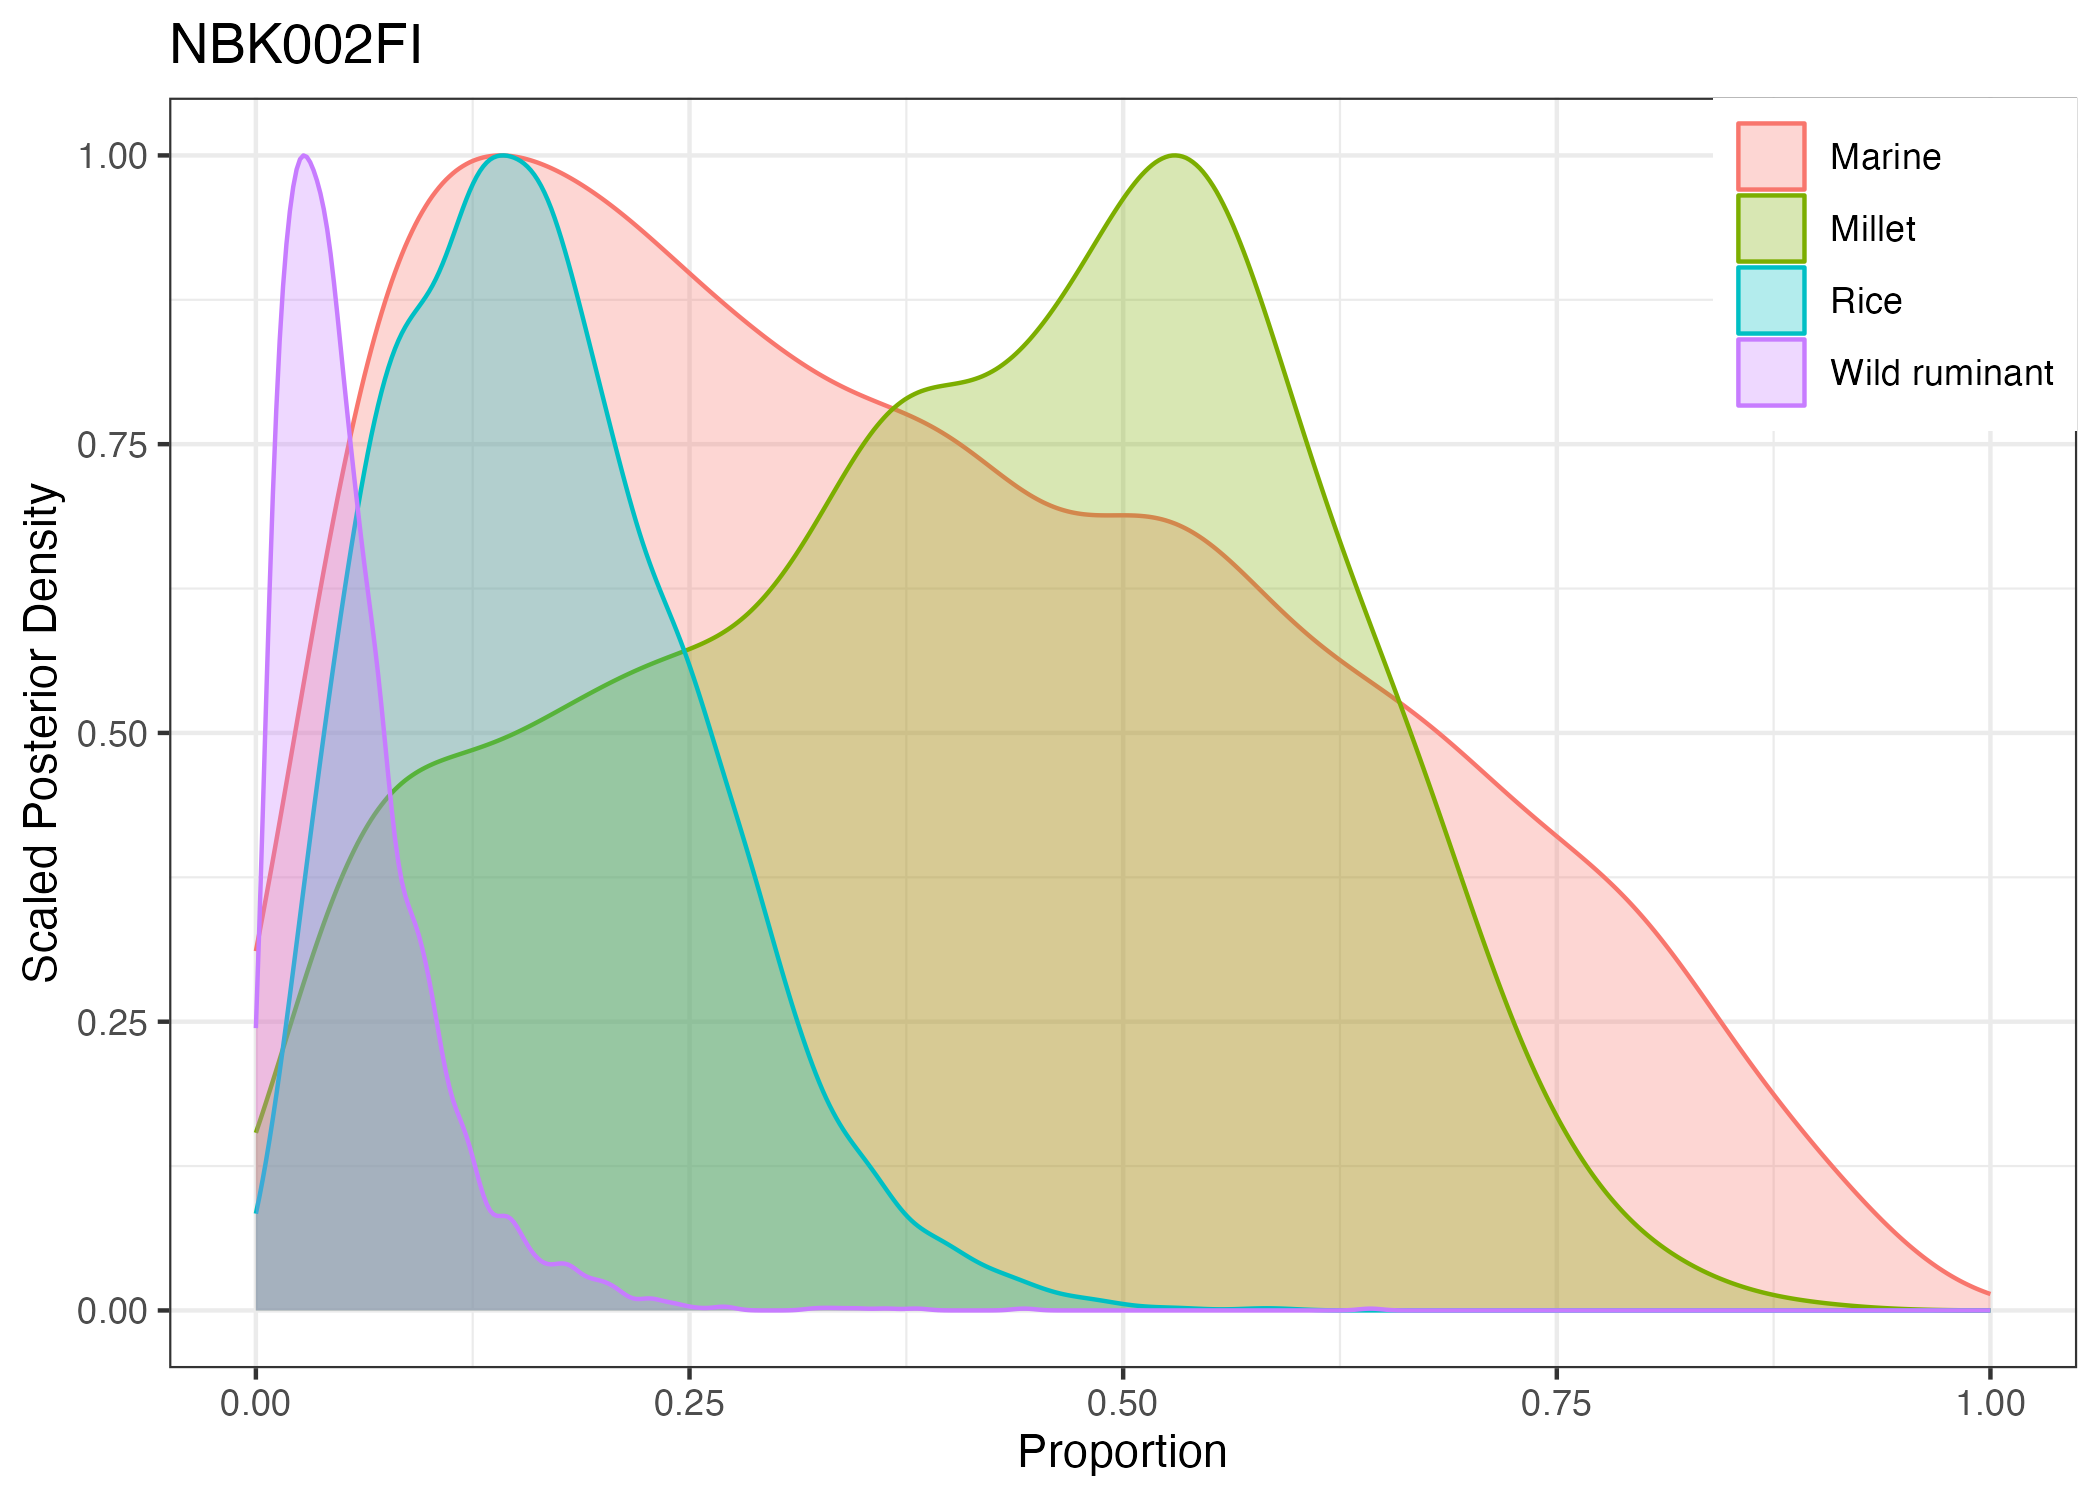 NBK002FI
Marine
Millet
Rice
Wild ruminant
Scaled Posterior Density
1.00
0.75
0.50
0.25
0.00
0.00 0.25 0.50 0.75 1.00
Proportion